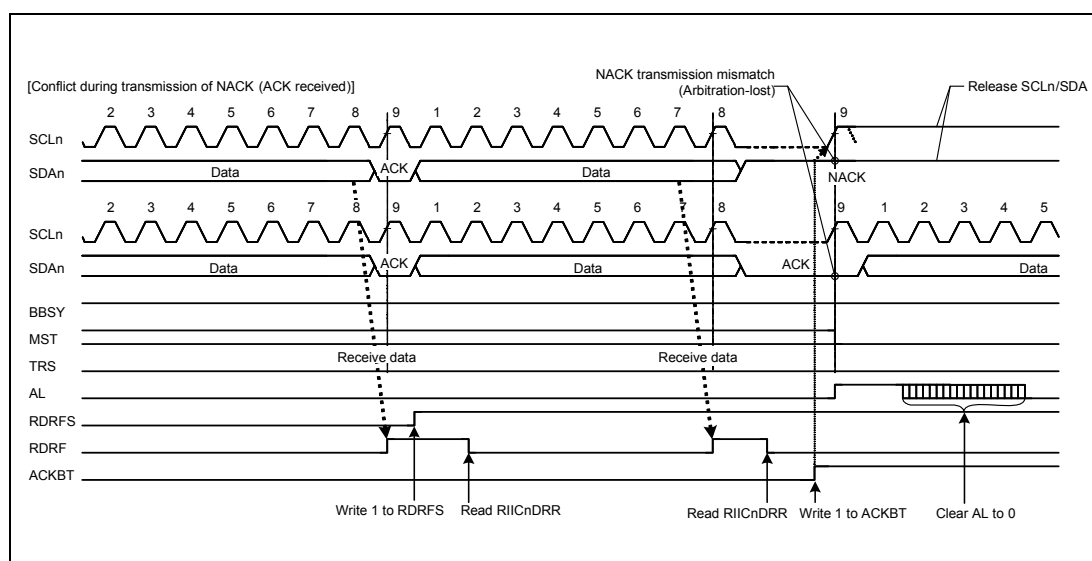 [Conflict during transmission of NACK (ACK received)]
NACK transmission mismatch
(Arbitration-lost)
Release SCLn/SDA
2 3 4 5 6 7 8 9 1 2 3 4 5 6 7 8 9
SCLn
SDAn Data ACK Data NACK
2 3 4 5 6 7 8 9 1 2 3 4 5 6 7 8 9 1 2 3 4 5
SCLn
SDAn Data ACK Data ACK Data
BBSY
MST
Receive data Receive data
TRS
AL
RDRFS
RDRF
ACKBT
Write 1 to RDRFS Read RIICnDRR Read RIICnDRR Write 1 to ACKBT Clear AL to 0